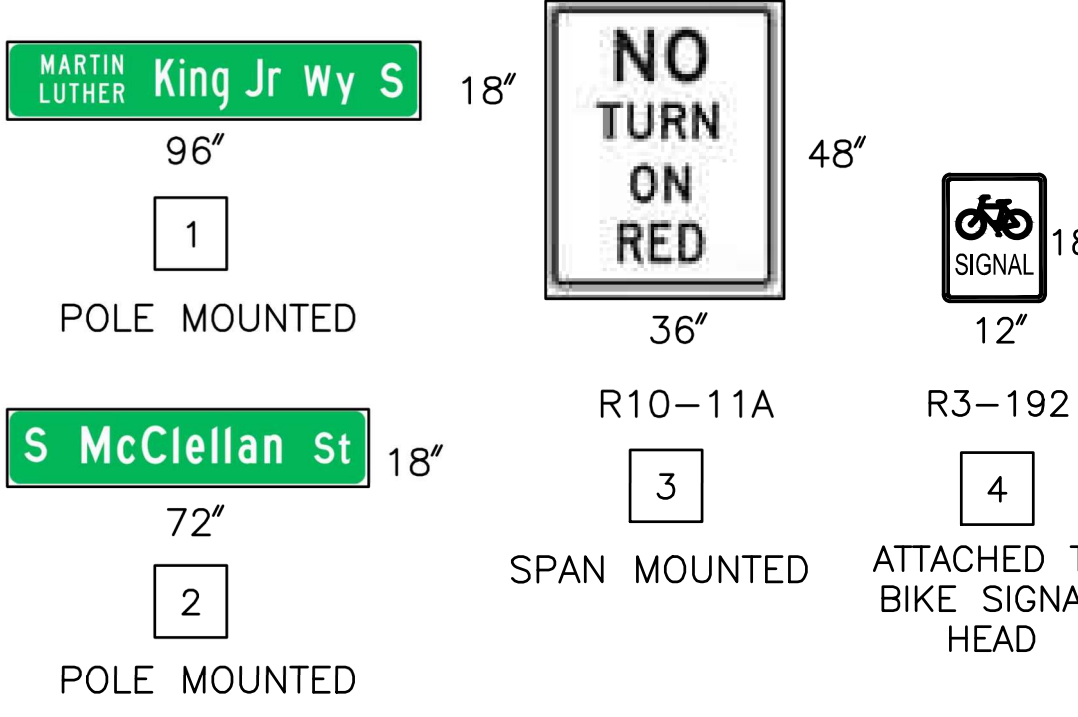 MARTIN
LUTHER King Jr Wy S
18"
96"
1
POLE MOUNTED
S McClellan St
18"
72"
2
POLE MOUNTED
NO
TURN
ON
RED
48"
36"
R10-11A
3
SPAN MOUNTED
SIGNAL
12"
R3-192
4
ATTACHED
BIKE
HEAD